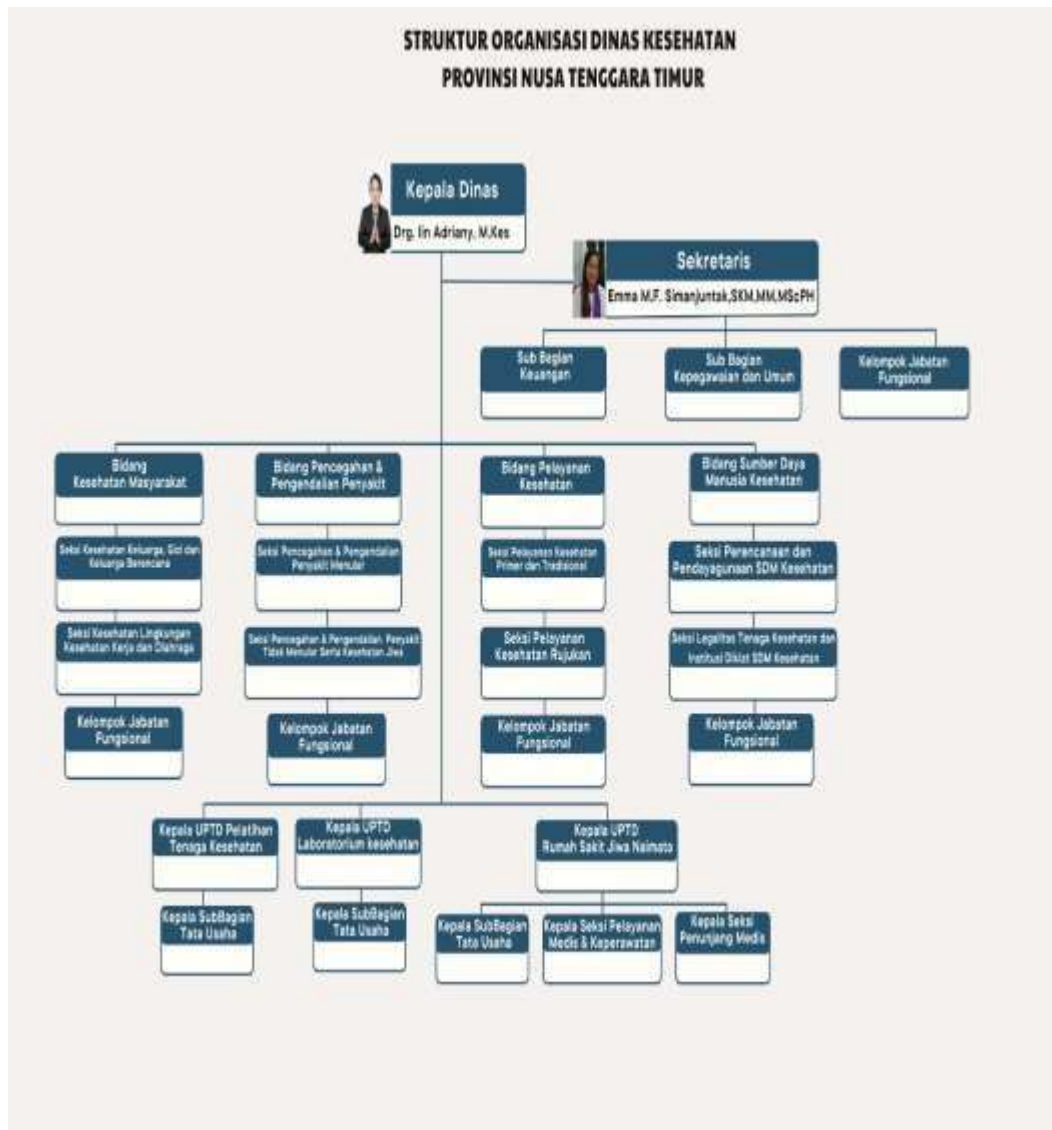 STRUKTUR ORGANISASI DINAS KESEHATAN
PROVINSI NUSA TENGGARA TIMUR
Kepala Dinas
Drg. Iin Adriany, M.Kes
Sekretaris
Emma M.F. Simanjuntak,SKM,MM,MScPH
Sub Bagian
Keuangan
Sub Bagian
Kepegawaian dan Umum
Kelompok Jabatan
Fungsional
Bidang
Kesehatan Masyarakat
Bidang Pencegahan &
Pengendalian Penyakit
Bidang Pelayanan
Kesehatan
Bidang Sumber Daya
Manusia Kesehatan
Seksi Kesehatan Keluarga, Gizi dan
Keluarga Berencana
Seksi Pencegahan & Pengendalian
Penyakit Menular
Seksi Pelayanan Kesehatan
Primer dan Tradisional
Seksi Perencanaan dan
Pendayagunaan SDM Kesehatan
Seksi Kesehatan Lingkungan
Kesehatan Kerja dan Olahraga
Seksi Pencegahan & Pengendalian Penyakit
Tidak Menular Serta Kesehatan Jiwa
Seksi Pelayanan
Kesehatan Rujukan
Seksi Legalitas Tenaga Kesehatan dan
Institusi Diklat SDM Kesehatan
Kelompok Jabatan
Fungsional
Kelompok Jabatan
Fungsional
Kelompok Jabatan
Fungsional
Kelompok Jabatan
Fungsional
Kepala UPTD Pelatihan
Tenaga Kesehatan
Kepala UPTD
Laboratorium kesehatan
Kepala UPTD
Rumah Sakit Jiwa Naimata
Kepala SubBagian
Tata Usaha
Kepala SubBagian
Tata Usaha
Kepala SubBagian
Tata Usaha
Kepala Seksi Pelayanan
Medis & Keperawatan
Kepala Seksi
Penunjang Medis